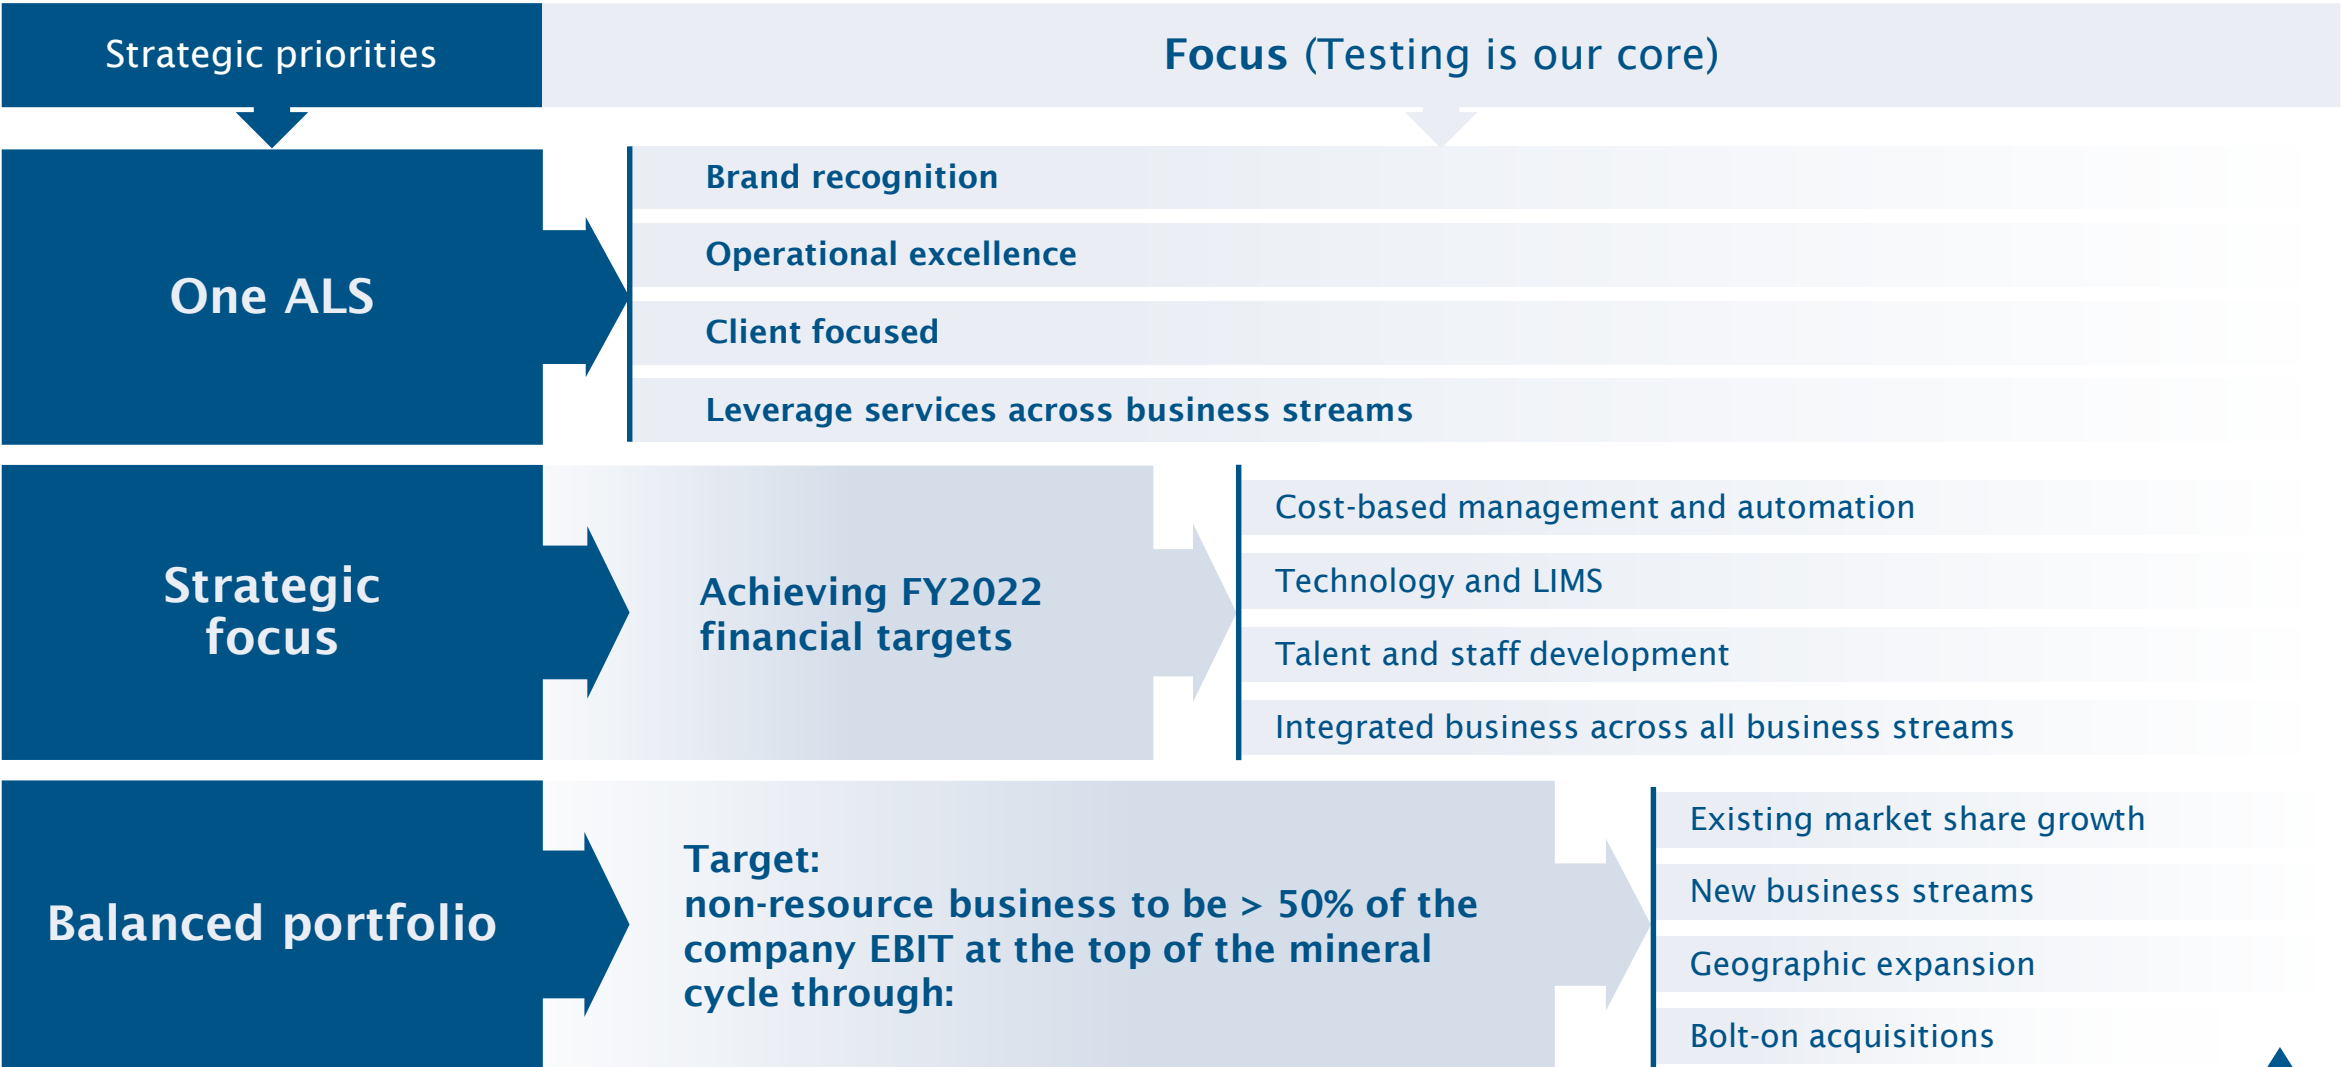 Strategic priorities
Focus (Testing is our core)
One ALS
Brand recognition
Operational excellence
Client focused
Leverage services across business streams
Strategic
focus
Achieving FY2022
financial targets
Cost-based management and automation
Technology and LIMS
Talent and staff development
Integrated business across all business streams
Balanced portfolio
Target:
non-resource business to be > 50% of the
company EBIT at the top of the mineral
cycle through:
Existing market share growth
New business streams
Geographic expansion
Bolt-on acquisitions